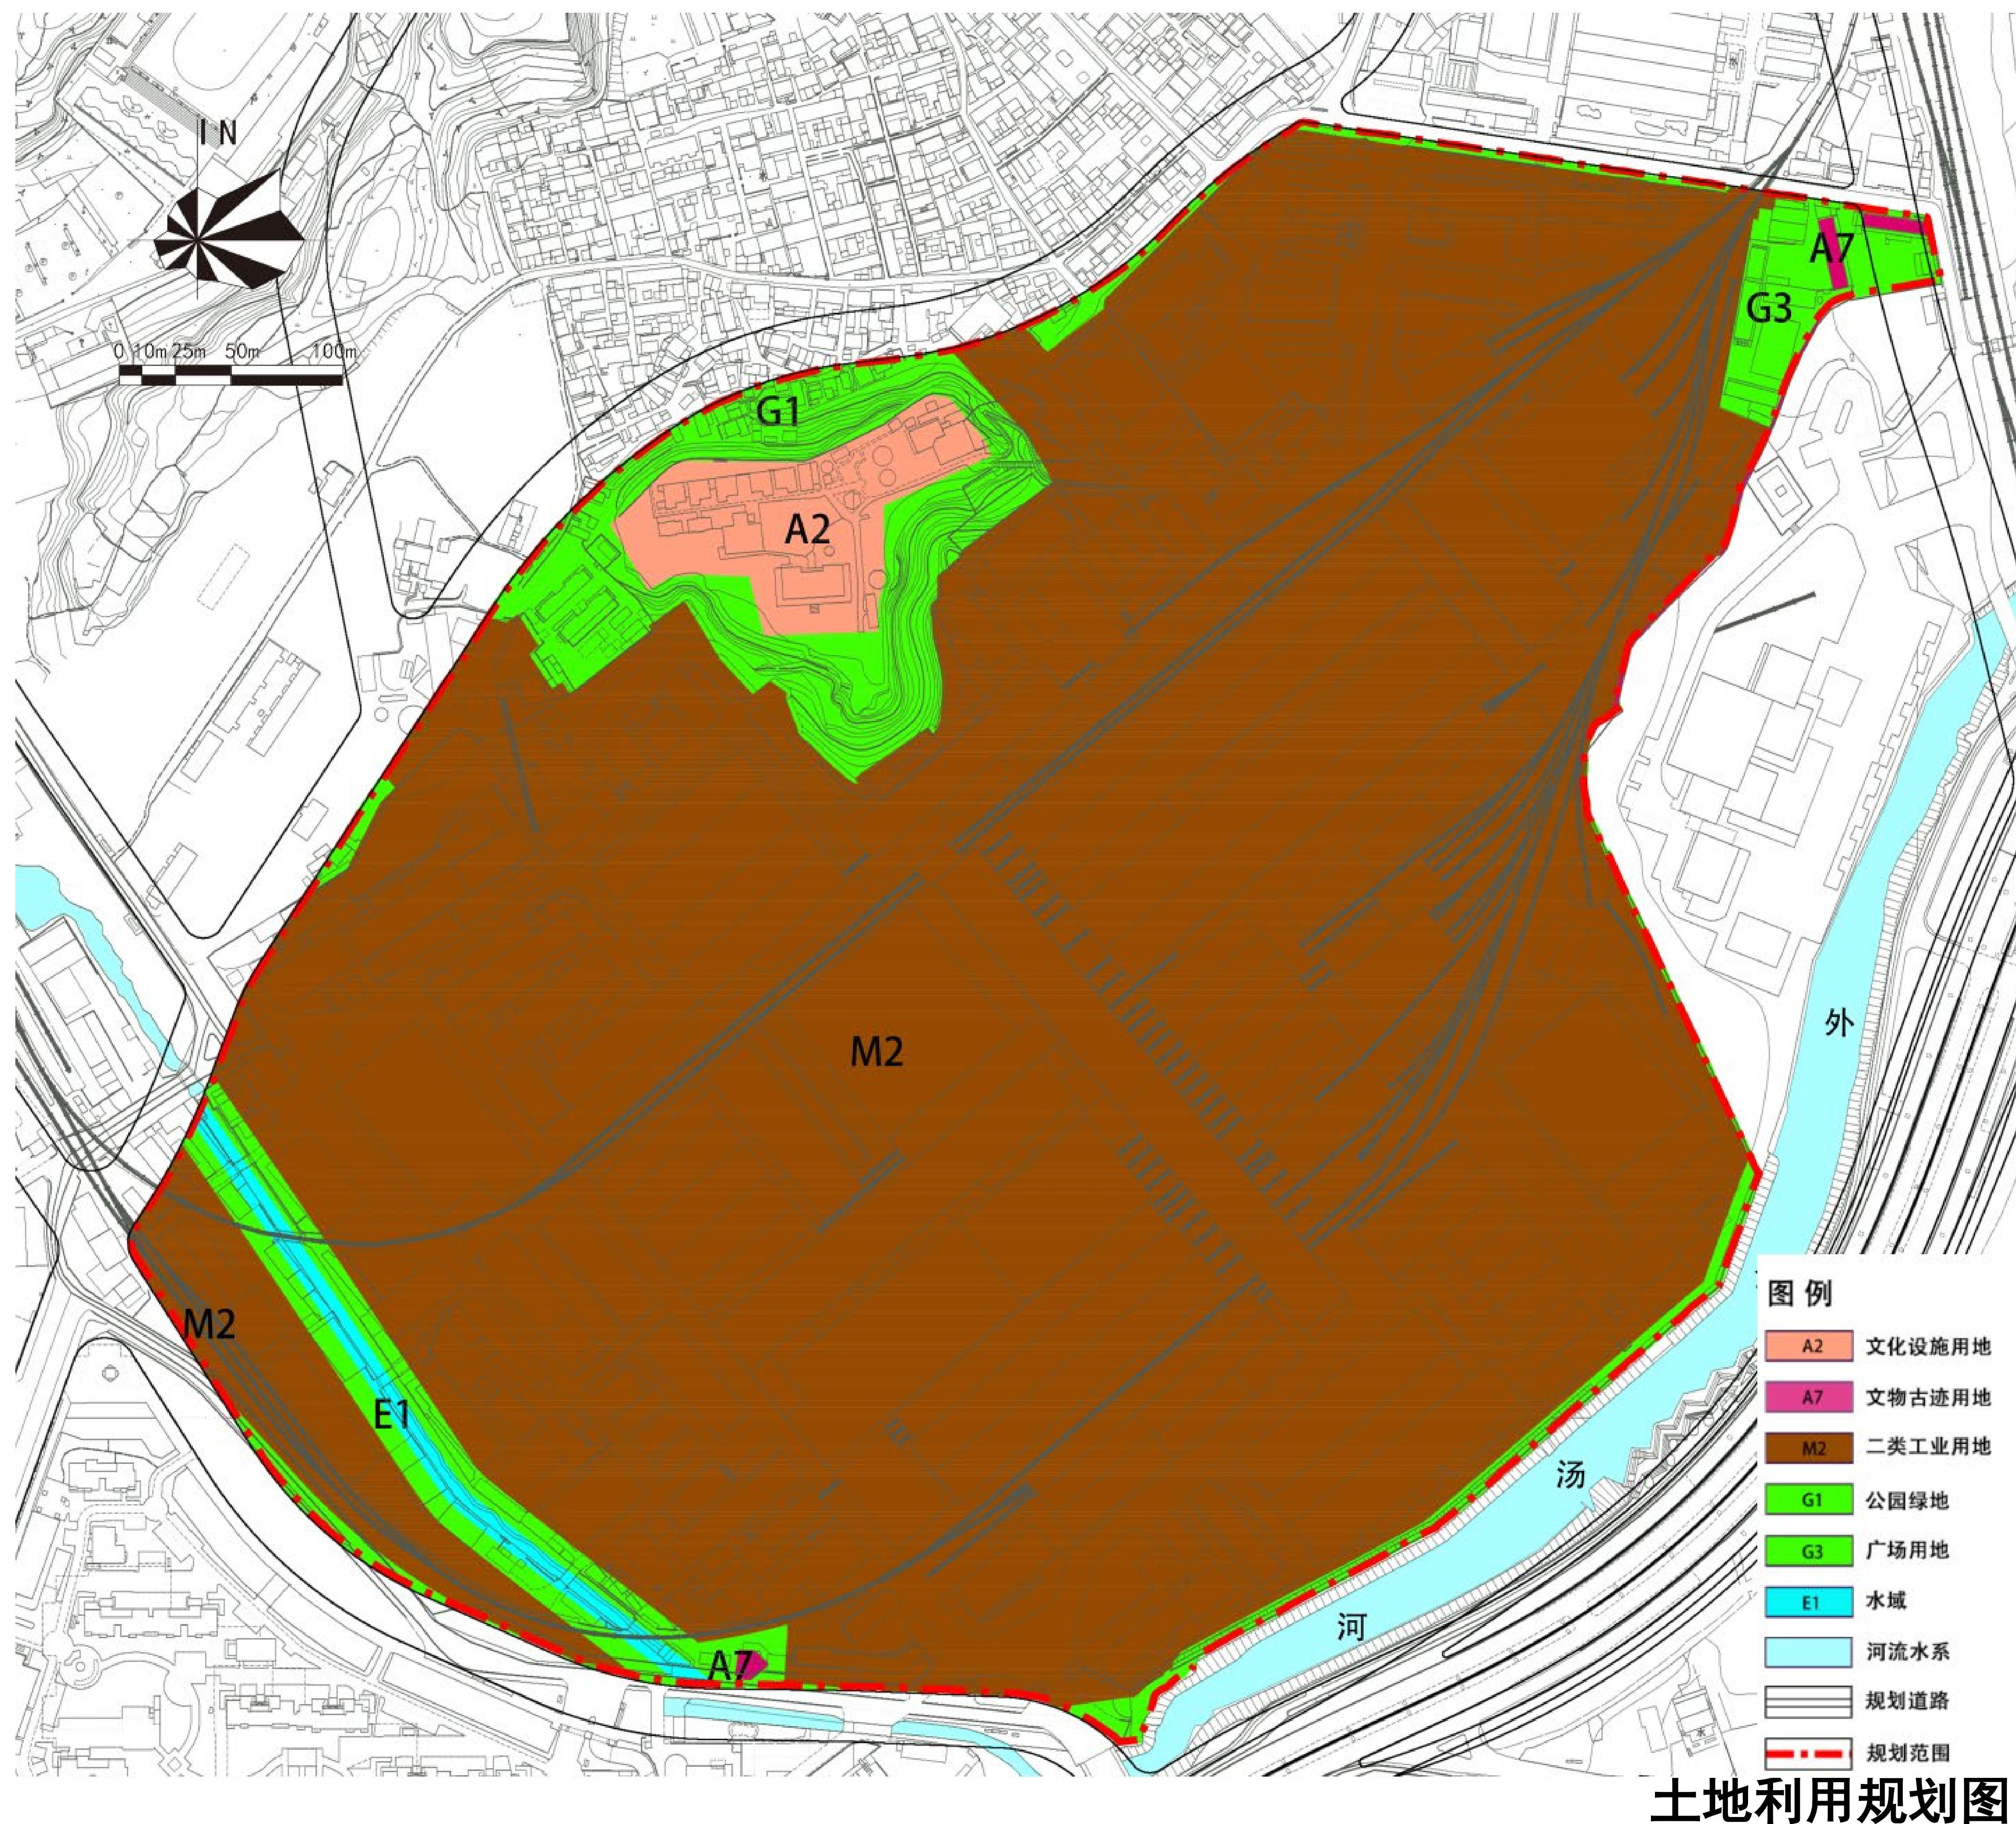 N
0 10m 25m 50m 100m
A7
G3
G1
A2
M2
外
M2
E1
汤
河
A7
图例
A2 文化设施用地
A7 文物古迹用地
M2 二类工业用地
G1 公园绿地
G3 广场用地
E1 水域
河流水系
规划道路
规划范围
土地利用规划图